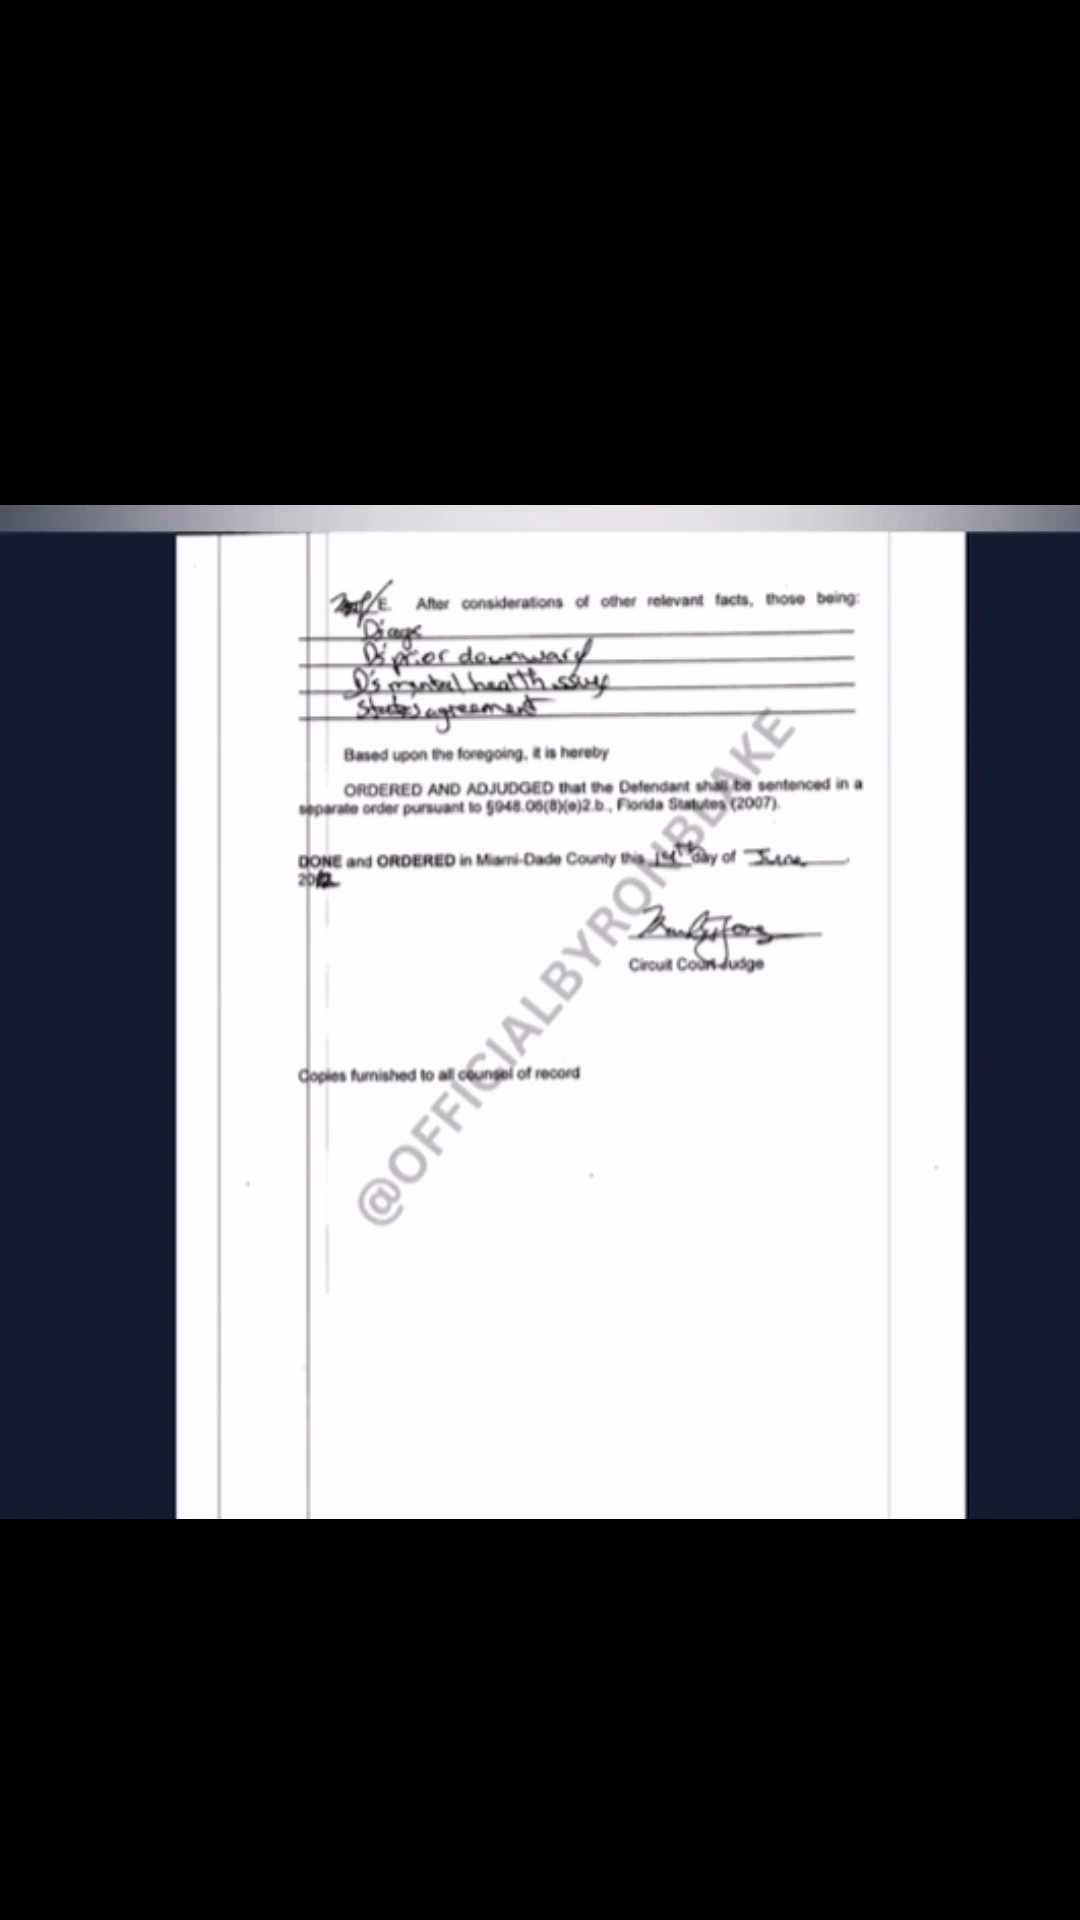 E. After considerations of other relevant facts, those being:
D's age
D's prior downward
D's mental health issues
State's agreement
Based upon the foregoing, it is hereby
ORDERED AND ADJUDGED that the Defendant shall be sentenced in a
separate order pursuant to §948.06(8)(e)2.b., Florida Statutes (2007).
DONE and ORDERED in Miami-Dade County this 14th day of June,
2012
Circuit Court Judge
Copies furnished to all counsel of record
@OFFICIALBYRONBLAKE